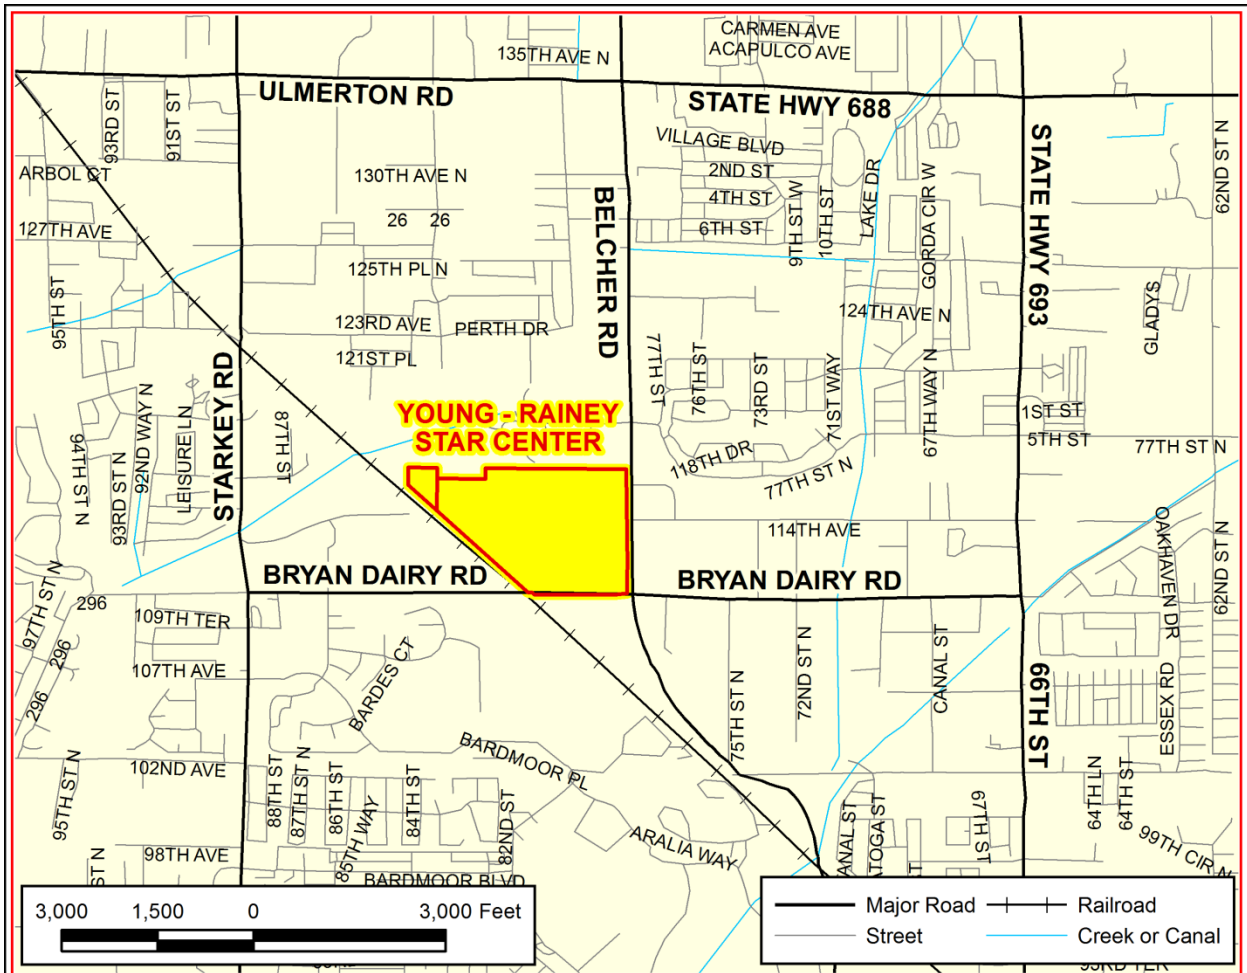 CARMEN AVE
ACAPULCO AVE
135TH AVE N
ULMERTON RD
STATE HWY 688
93RD ST
91ST ST
VILLAGE BLVD
ARBOL CT
130TH AVE N
2ND ST
4TH ST
6TH ST
26
26
127TH AVE
BELCHER RD
9TH ST W
10TH ST
LAKE DR
GORDA CIR W
STATE HWY 693
62ND ST N
125TH PL N
95TH ST
123RD AVE
PERTH DR
124TH AVE N
GLADYS
121ST PL
77TH ST
76TH ST
73RD ST
71ST WAY
67TH WAY N
STARKEY RD
YOUNG - RAINEY
STAR CENTER
1ST ST
5TH ST
77TH ST N
94TH ST N
93RD ST N
92ND WAY N
LEISURE LN
87TH ST
118TH DR
77TH ST N
114TH AVE
OAKHAVEN DR
62ND ST N
BRYAN DAIRY RD
BRYAN DAIRY RD
97TH ST N
296
109TH TER
296
296
107TH AVE
BARDES CT
75TH ST N
72ND ST N
CANAL ST
66TH ST
ESSEX RD
102ND AVE
BARDMOOR PL
95TH ST N
88TH ST
87TH ST N
86TH ST
85TH WAY
84TH ST
82ND ST
ARALIA WAY
67TH ST
64TH LN
64TH ST
99TH CIR N
98TH AVE
ST N
BARDMOOR BLVD
ANAL ST
ATOGA ST
3,000 1,500 0 3,000 Feet
Major Road
Railroad
Street
Creek or Canal